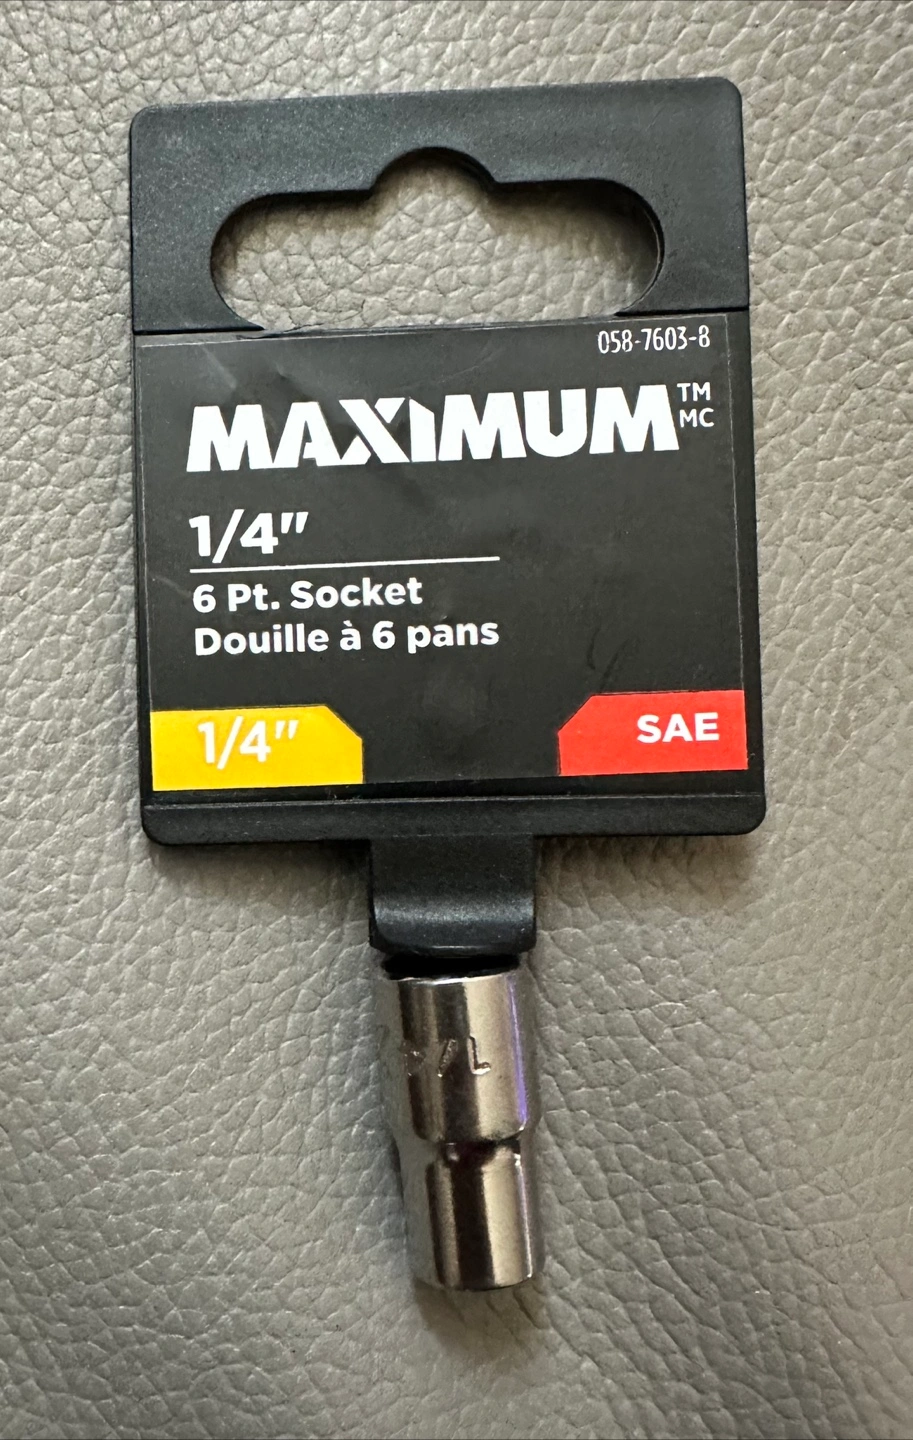 058-7603-8
MAXIMUM™
MC
1/4"
6 Pt. Socket
Douille à 6 pans
1/4"
SAE